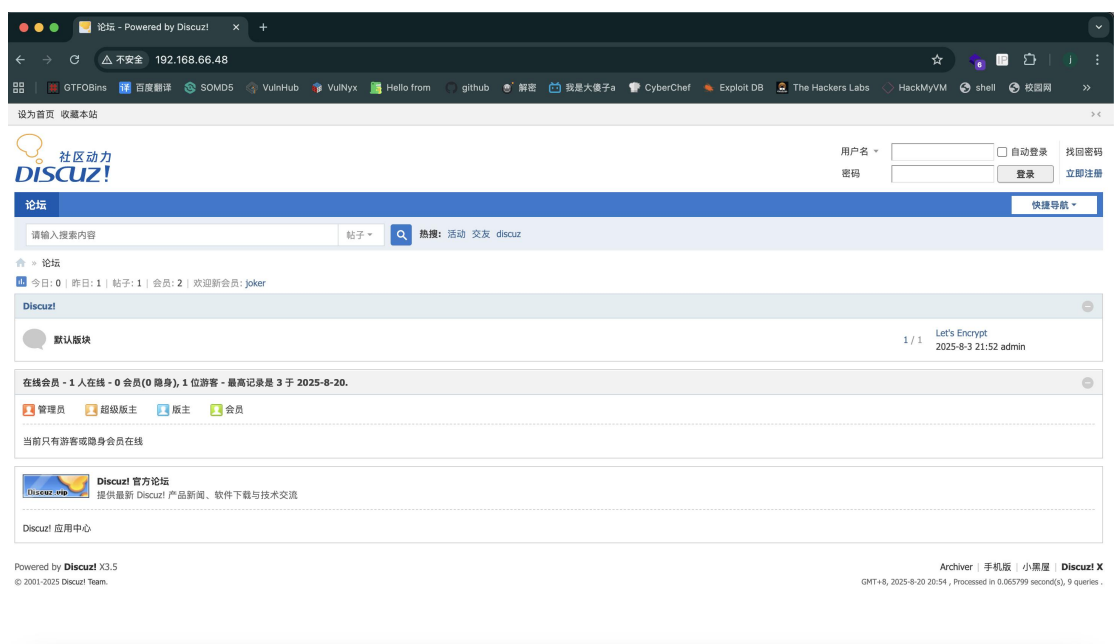 论坛 - Powered by Discuz!
不安全 192.168.66.48
6 IP j
GTFOBins 译 百度翻译 SOMD5 VulnHub VulNyx Hello from github 解密 我是大傻子a CyberChef Exploit DB The Hackers Labs HackMyVM shell 校园网 »
设为首页 收藏本站
社区动力
DISCUZ!
用户名 自动登录 找回密码
密码 登录 立即注册
论坛 快捷导航
请输入搜索内容 帖子 热搜: 活动 交友 discuz
» 论坛
今日: 0 | 昨日: 1 | 帖子: 1 | 会员: 2 | 欢迎新会员: joker
Discuz!
默认版块 1 / 1 Let's Encrypt
2025-8-3 21:52 admin
在线会员 - 1 人在线 - 0 会员(0 隐身), 1 位游客 - 最高记录是 3 于 2025-8-20.
管理员 超级版主 版主 会员
当前只有游客或隐身会员在线
Discuz.vip Discuz! 官方论坛
提供最新 Discuz! 产品新闻、软件下载与技术交流
Discuz! 应用中心
Powered by Discuz! X3.5 Archiver | 手机版 | 小黑屋 | Discuz! X
© 2001-2025 Discuz! Team. GMT+8, 2025-8-20 20:54 , Processed in 0.065799 second(s), 9 queries .